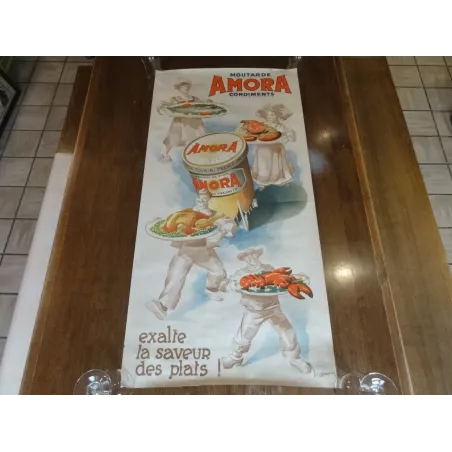 MOUTARDE
AMORA
CONDIMENTS
AMORA
AMORA
exalte
la saveur
des plats !